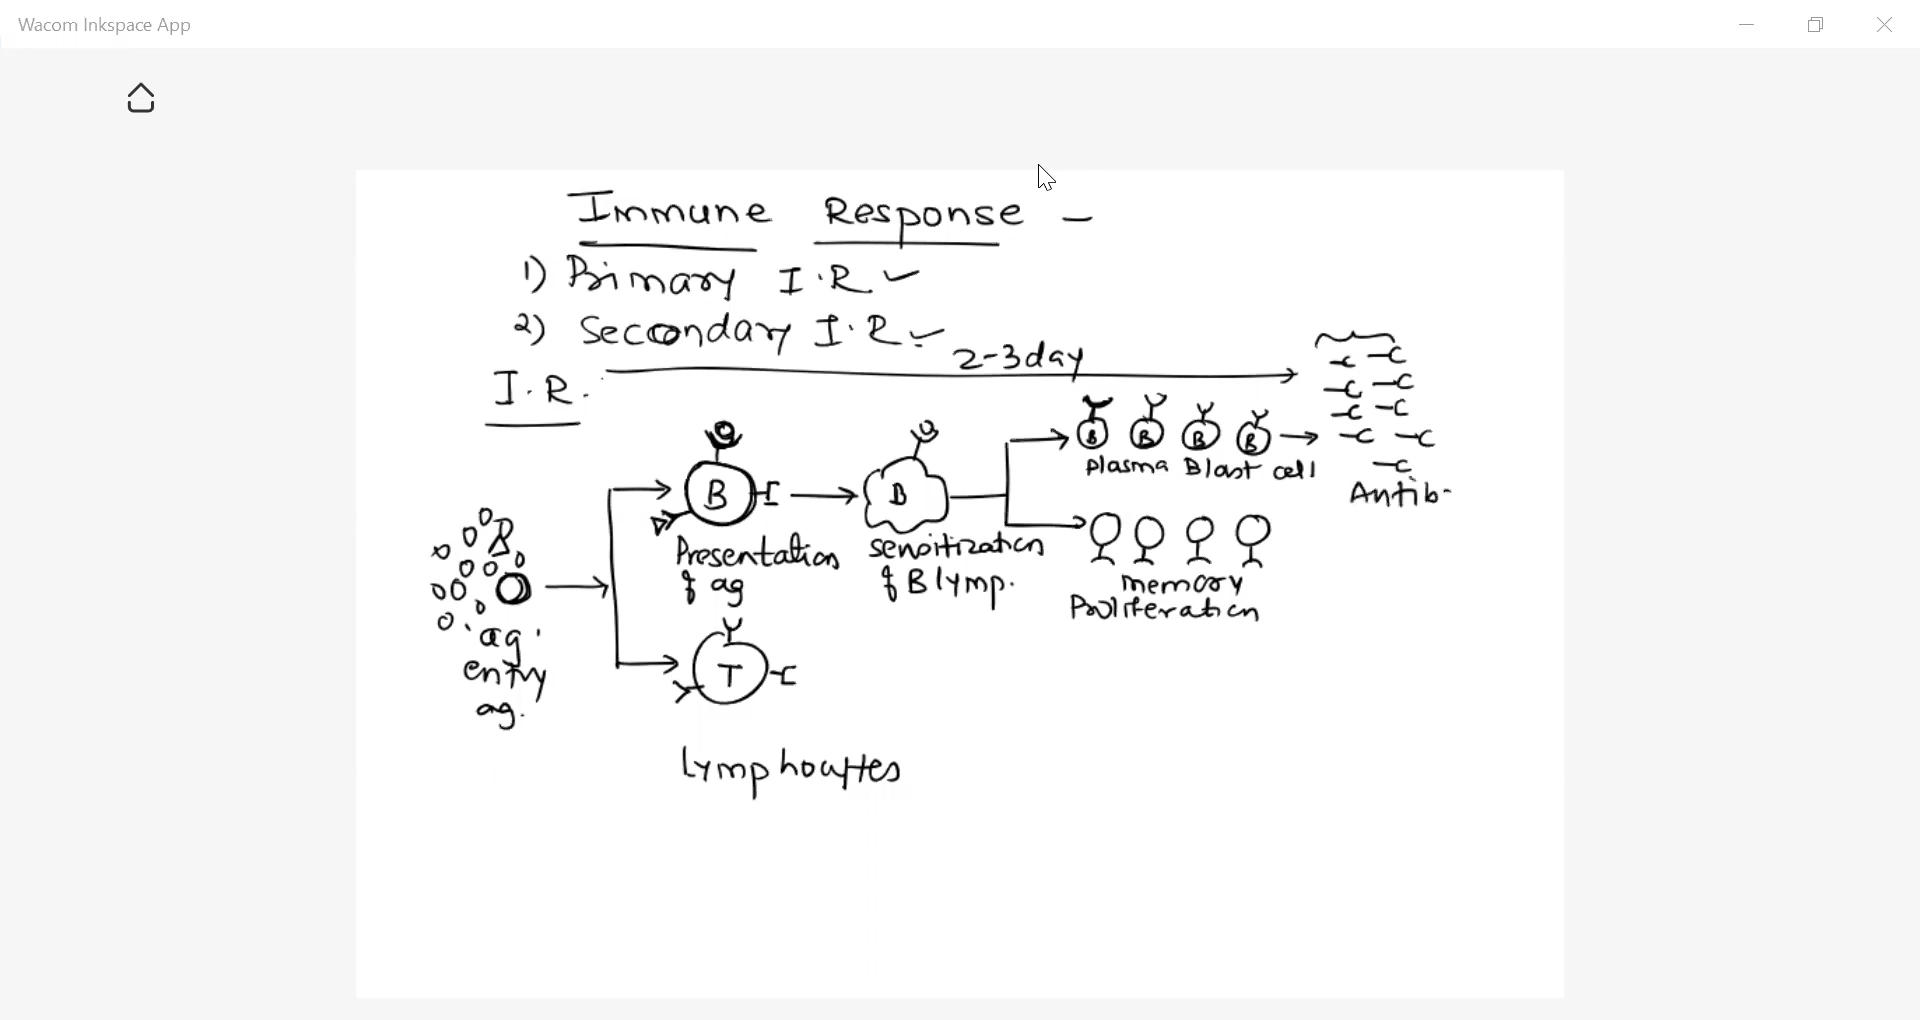 Wacom Inkspace App
Immune Response -
1) Primary I.R ✓
2) Secondary I.R ✓
2-3day
I.R.
B
B
B B B B
Plasma Blast cell
Antib-
Presentation
of ag
sensitization
of B lymp.
memory
Proliferation
ag
entry
ag.
T
Lymphocytes